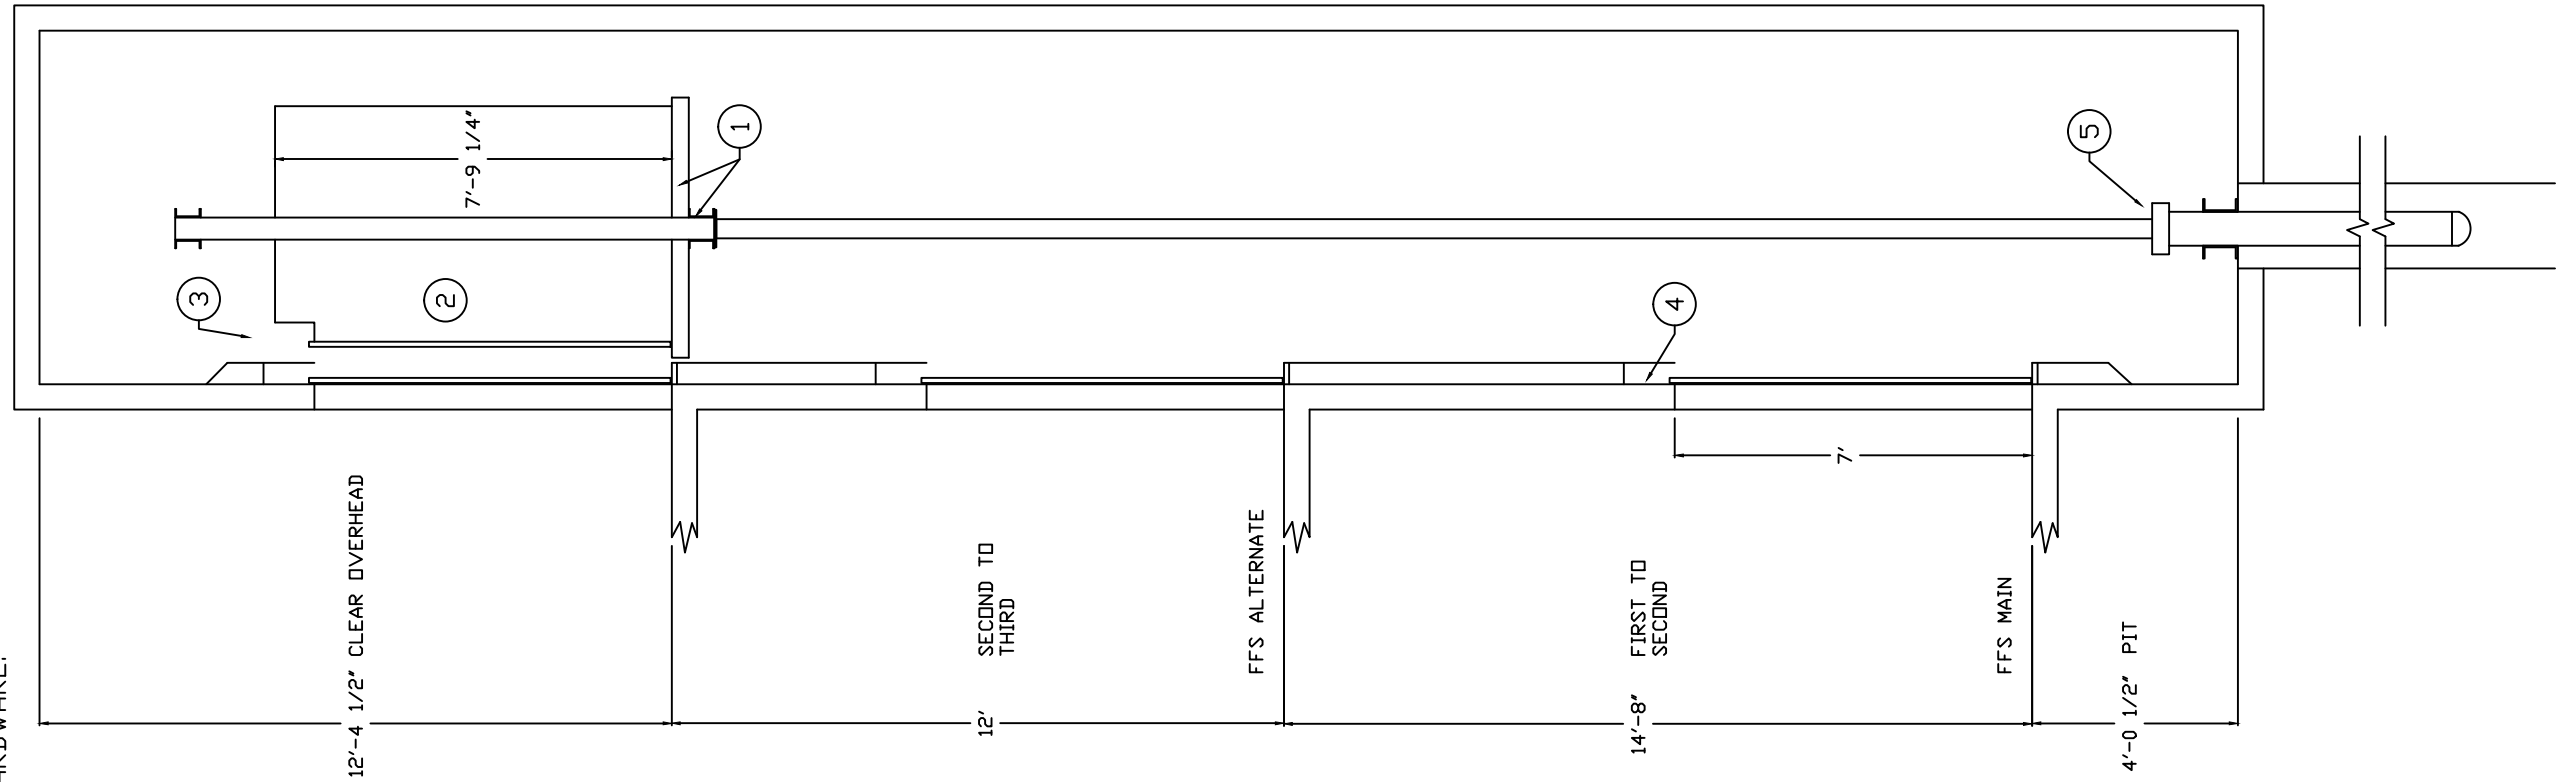 12'-4 1/2" CLEAR OVERHEAD
3
2
7'-9 1/4"
1
12'
SECOND TO
THIRD
FFS ALTERNATE
14'-8"
FIRST TO
SECOND
4
7'
FFS MAIN
4'-0 1/2" PIT
5